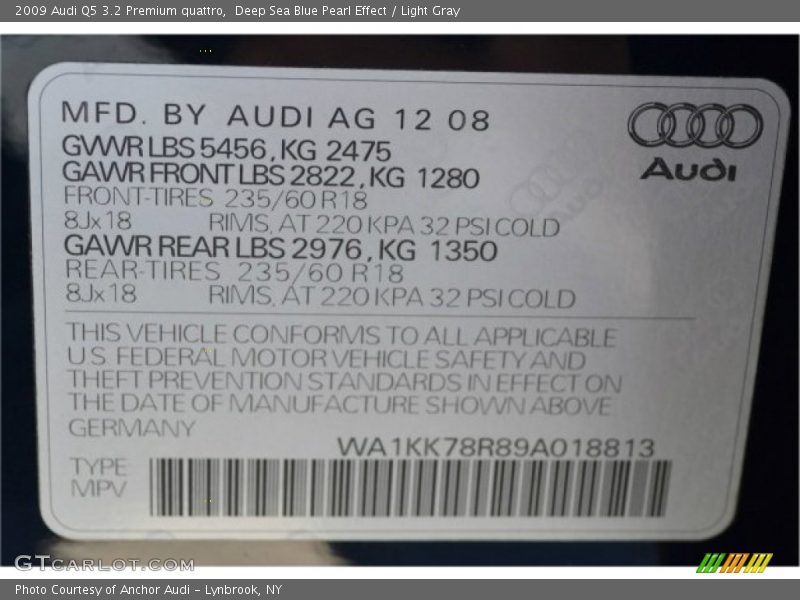 2009 Audi Q5 3.2 Premium quattro,  Deep Sea Blue Pearl Effect / Light Gray
MFD. BY AUDI AG 12 08
GVWR LBS 5456, KG 2475
GAWR FRONT LBS 2822, KG 1280
FRONT-TIRES 235/60 R18
8Jx18 RIMS, AT 220 KPA 32 PSI COLD
GAWR REAR LBS 2976, KG 1350
REAR-TIRES 235/60 R18
8Jx18 RIMS, AT 220 KPA 32 PSI COLD
Audi
THIS VEHICLE CONFORMS TO ALL APPLICABLE
U.S. FEDERAL MOTOR VEHICLE SAFETY AND
THEFT PREVENTION STANDARDS IN EFFECT ON
THE DATE OF MANUFACTURE SHOWN ABOVE
GERMANY
WA1KK78R89A018813
TYPE
MPV
GTcarlot.com
Photo Courtesy of Anchor Audi - Lynbrook, NY